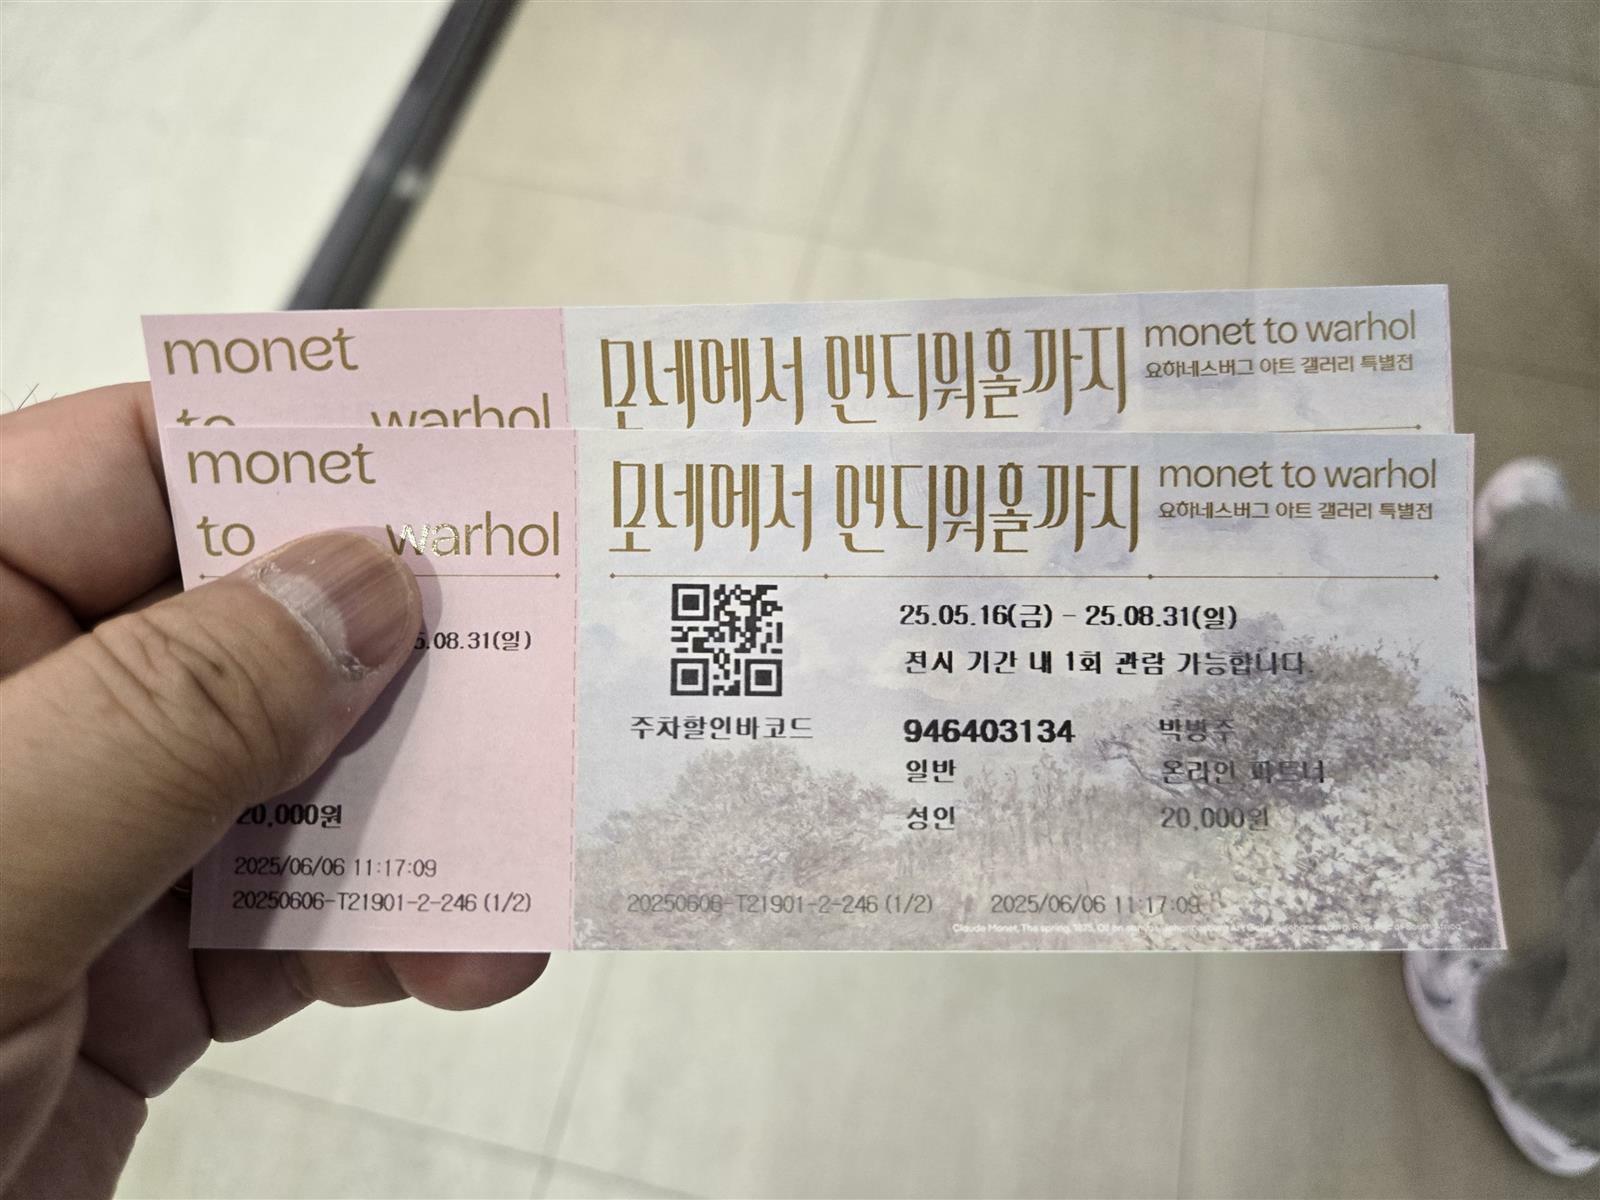 monet
to warhol
모네에서 앤디워홀까지
monet to warhol
요하네스버그 아트 갤러리 특별전
monet
to warhol
5.08.31(일)
20,000원
2025/06/06 11:17:09
20250606-T21901-2-246 (1/2)
모네에서 앤디워홀까지
monet to warhol
요하네스버그 아트 갤러리 특별전
25.05.16(금) - 25.08.31(일)
전시 기간 내 1회 관람 가능합니다.
주차할인바코드
946403134 박병주
일반 온라인 파트너
성인 20,000원
20250606-T21901-2-246 (1/2) 2025/06/06 11:17:09
Claude Monet, The spring, 1875, Oil on